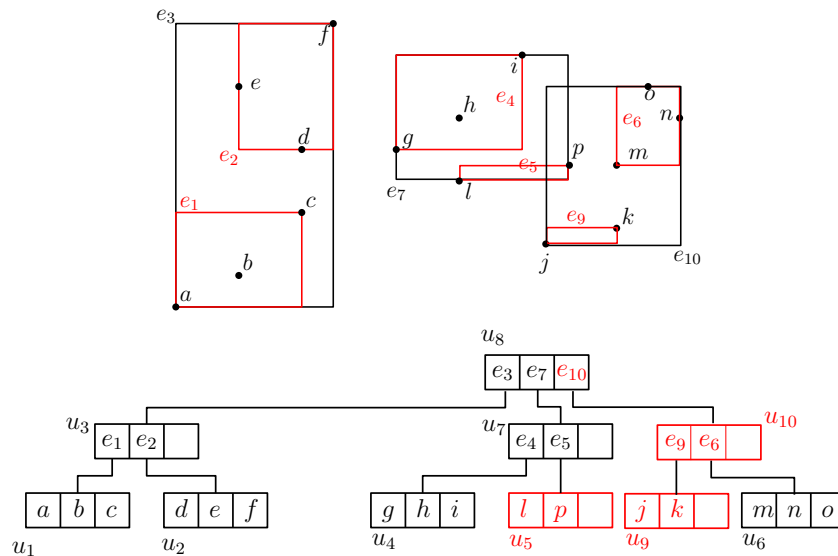 e3
f
i
e
h
e4
o
n
e6
g
d
p
m
e2
e5
e7
l
e1
c
e9
k
b
j
e10
a
u8
e3 e7 e10
u3 u7 u10
e1 e2 e4 e5 e9 e6
a b c d e f g h i l p j k m n o
u1 u2 u4 u5 u9 u6